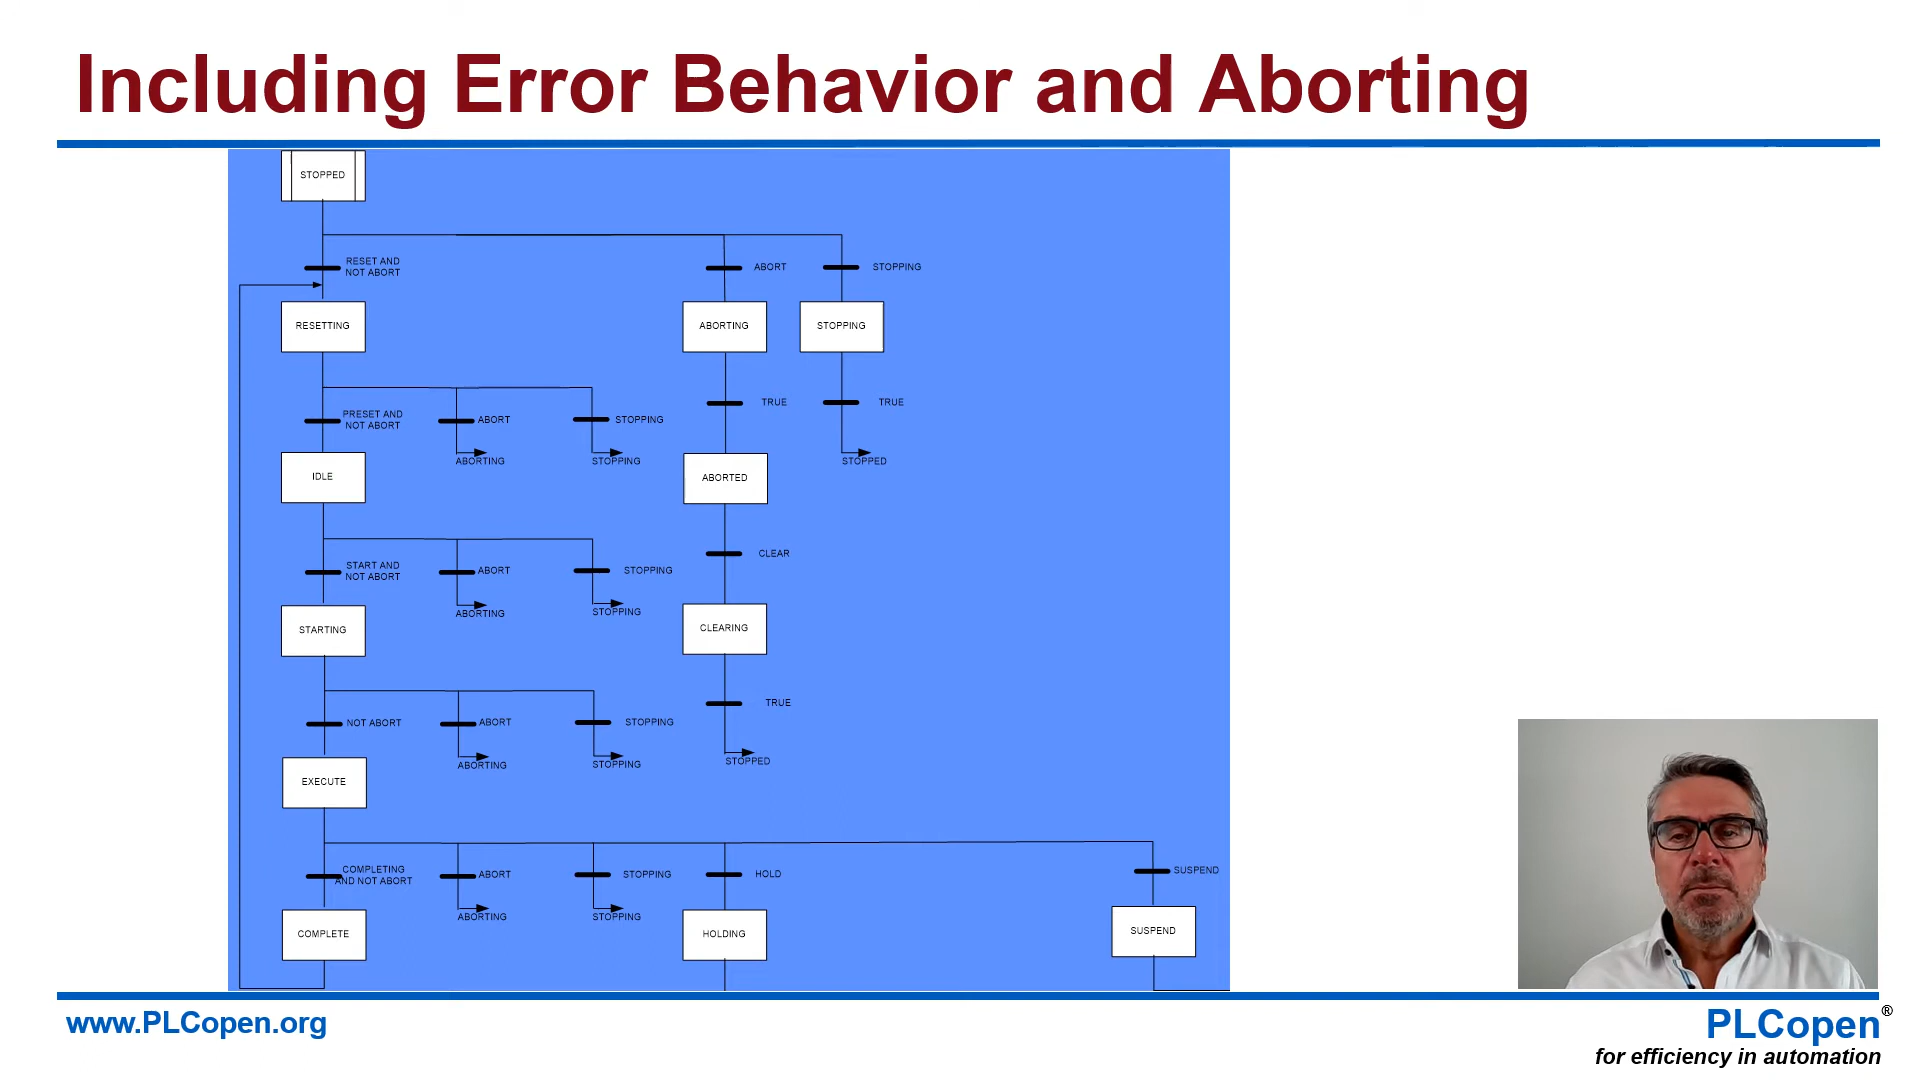 Including Error Behavior and Aborting
STOPPED
RESET AND
NOT ABORT
ABORT
STOPPING
RESETTING
ABORTING
STOPPING
PRESET AND
NOT ABORT
ABORT
STOPPING
TRUE
TRUE
ABORTING
STOPPING
STOPPED
IDLE
ABORTED
START AND
NOT ABORT
ABORT
STOPPING
CLEAR
ABORTING
STOPPING
STARTING
CLEARING
NOT ABORT
ABORT
STOPPING
TRUE
ABORTING
STOPPING
STOPPED
EXECUTE
COMPLETING
AND NOT ABORT
ABORT
STOPPING
HOLD
SUSPEND
ABORTING
STOPPING
COMPLETE
HOLDING
SUSPEND
www.PLCopen.org
PLCopen®
for efficiency in automation